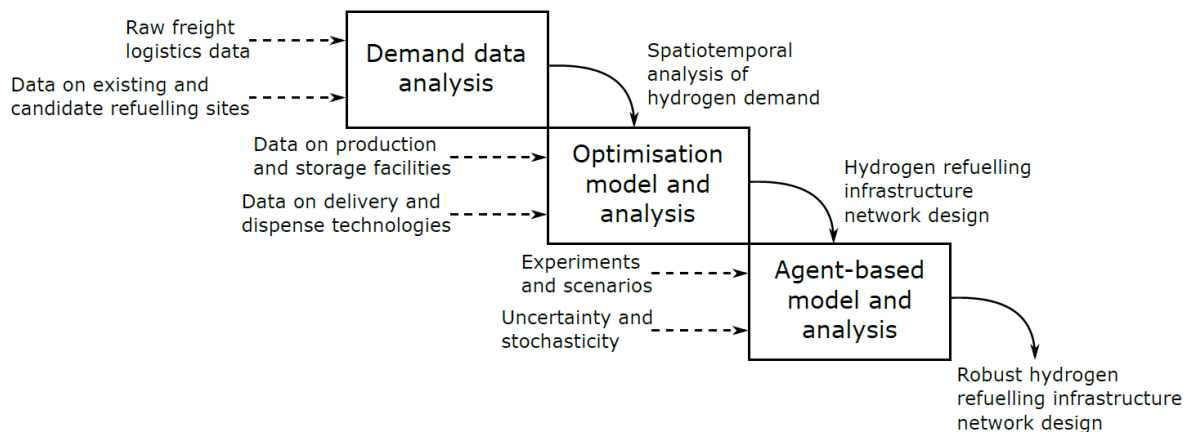 Raw freight
logistics data
Data on existing and
candidate refuelling sites
Demand data
analysis
Spatiotemporal
analysis of
hydrogen demand
Data on production
and storage facilities
Data on delivery and
dispense technologies
Optimisation
model and
analysis
Hydrogen refuelling
infrastructure
network design
Experiments
and scenarios
Uncertainty and
stochasticity
Agent-based
model and
analysis
Robust hydrogen
refuelling infrastructure
network design